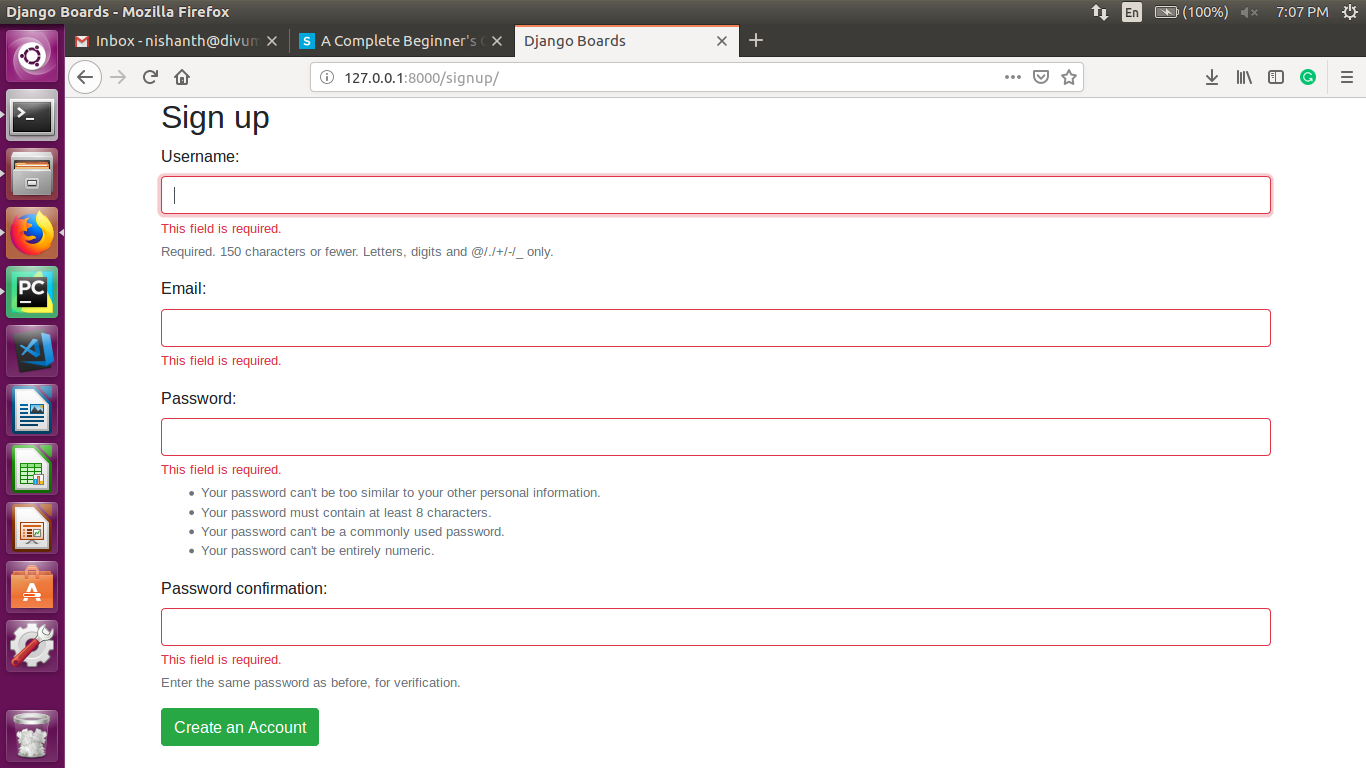 Django Boards - Mozilla Firefox
En (100%) 7:07 PM
Inbox - nishanth@divum
A Complete Beginner's G
Django Boards
127.0.0.1:8000/signup/
Sign up
Username:
This field is required.
Required. 150 characters or fewer. Letters, digits and @/./+/-/_ only.
Email:
This field is required.
Password:
This field is required.
Your password can't be too similar to your other personal information.
Your password must contain at least 8 characters.
Your password can't be a commonly used password.
Your password can't be entirely numeric.
Password confirmation:
This field is required.
Enter the same password as before, for verification.
Create an Account
PC